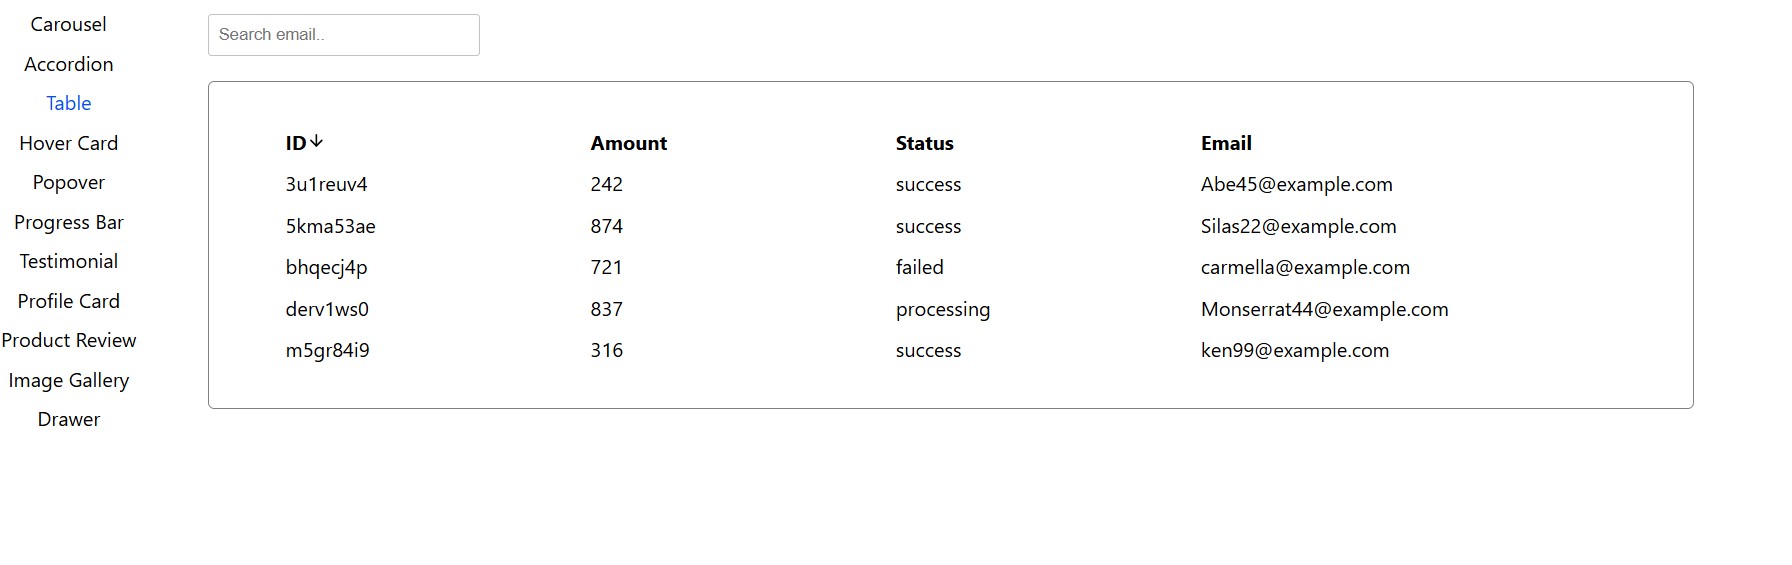 Carousel
Accordion
Table
Hover Card
Popover
Progress Bar
Testimonial
Profile Card
Product Review
Image Gallery
Drawer
Search email..
ID↓ Amount Status Email
3u1reuv4 242 success Abe45@example.com
5kma53ae 874 success Silas22@example.com
bhqecj4p 721 failed carmella@example.com
derv1ws0 837 processing Monserrat44@example.com
m5gr84i9 316 success ken99@example.com